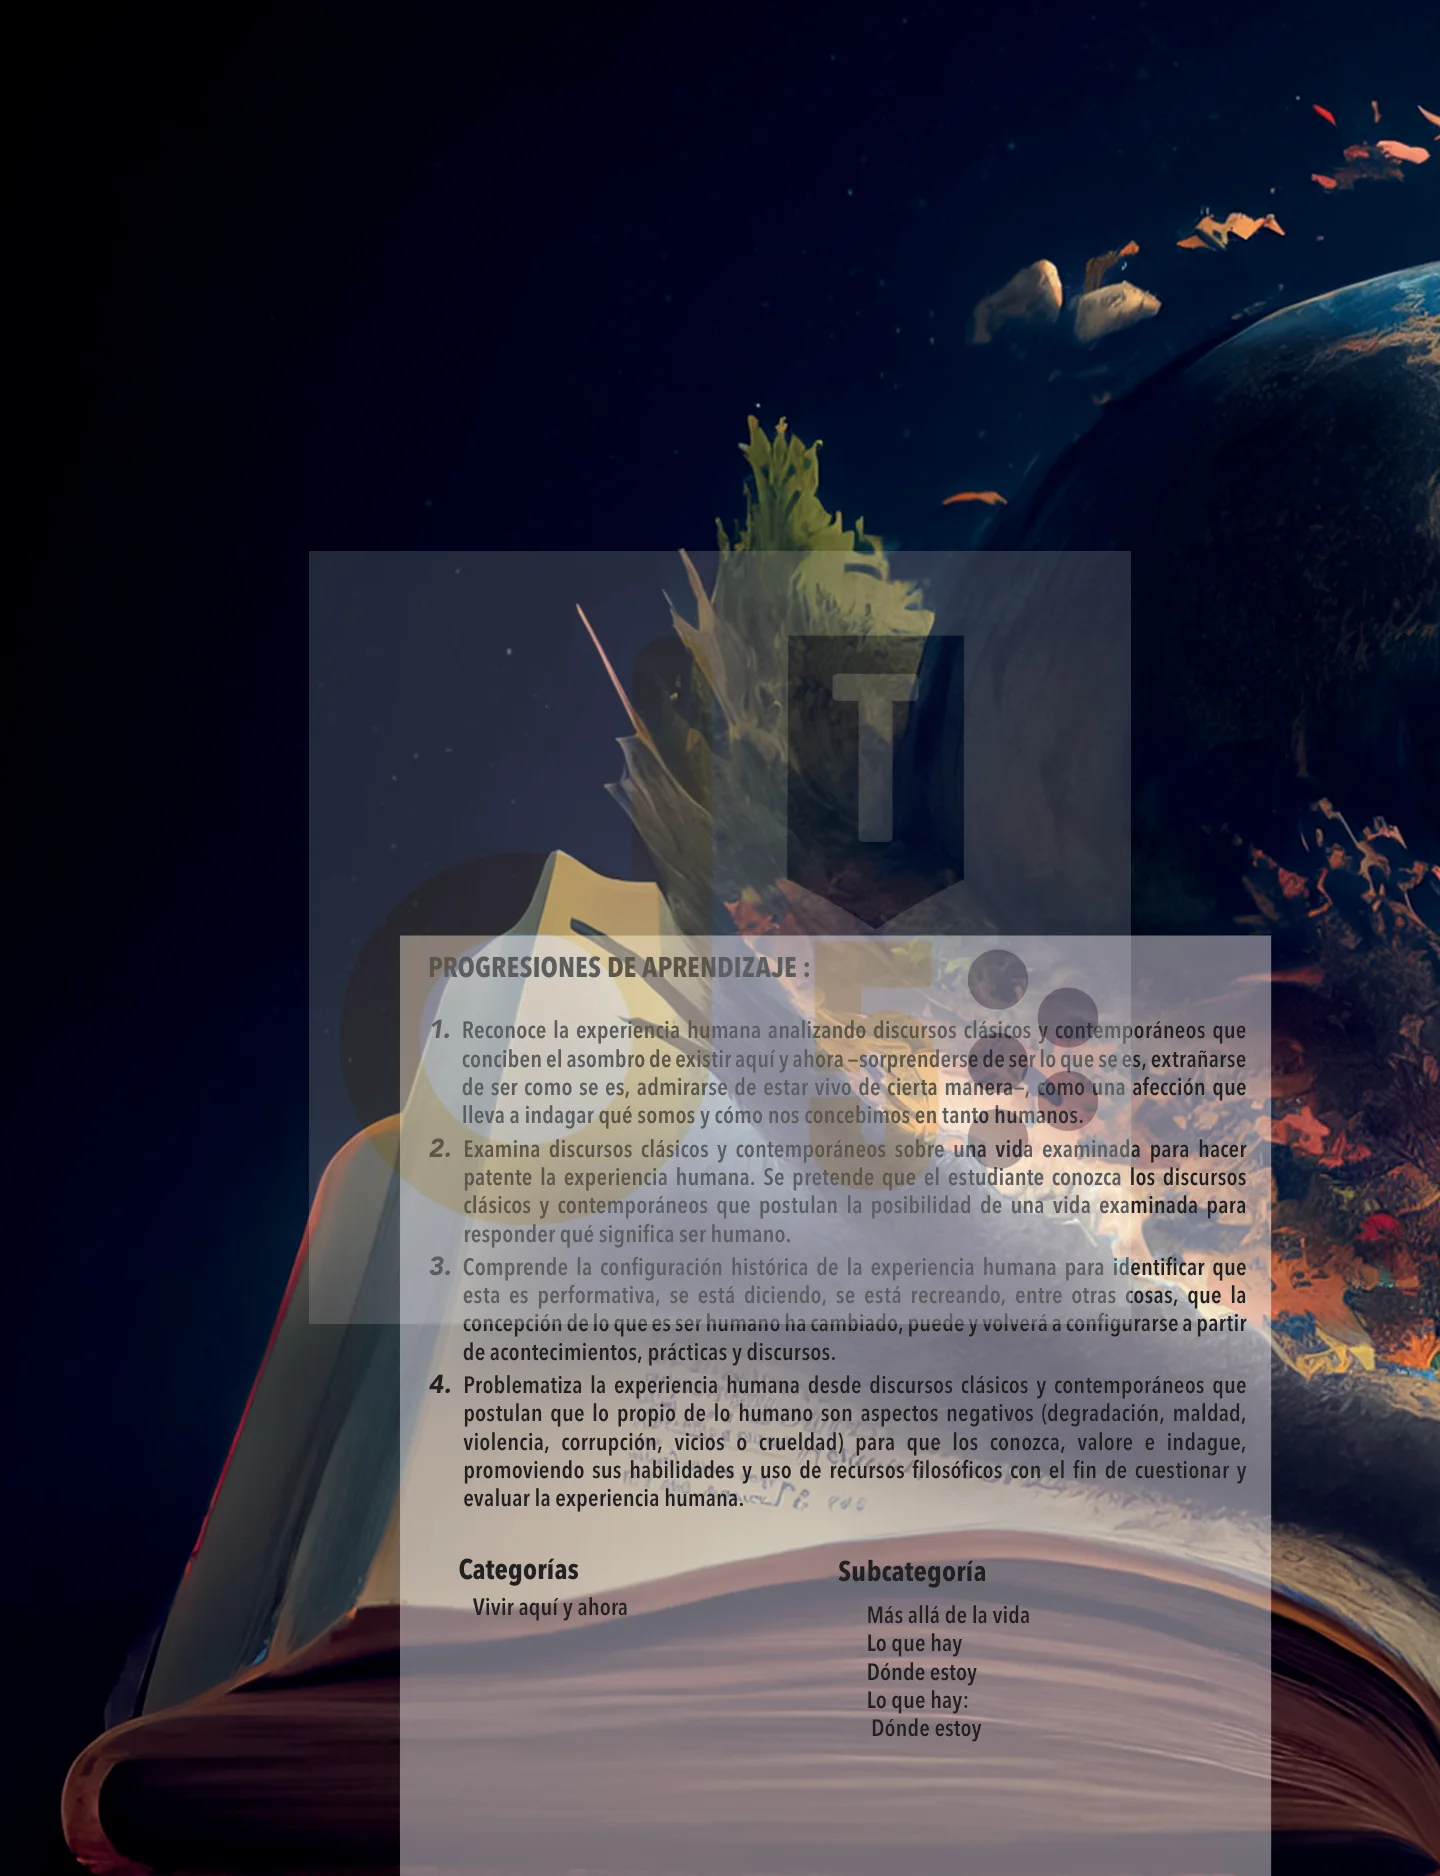 T
PROGRESIONES DE APRENDIZAJE :
1. Reconoce la experiencia humana analizando discursos clásicos y contemporáneos que
conciben el asombro de existir aquí y ahora –sorprenderse de ser lo que se es, extrañarse
de ser como se es, admirarse de estar vivo de cierta manera–, como una afección que
lleva a indagar qué somos y cómo nos concebimos en tanto humanos.
2. Examina discursos clásicos y contemporáneos sobre una vida examinada para hacer
patente la experiencia humana. Se pretende que el estudiante conozca los discursos
clásicos y contemporáneos que postulan la posibilidad de una vida examinada para
responder qué significa ser humano.
3. Comprende la configuración histórica de la experiencia humana para identificar que
esta es performativa, se está diciendo, se está recreando, entre otras cosas, que la
concepción de lo que es ser humano ha cambiado, puede y volverá a configurarse a partir
de acontecimientos, prácticas y discursos.
4. Problematiza la experiencia humana desde discursos clásicos y contemporáneos que
postulan que lo propio de lo humano son aspectos negativos (degradación, maldad,
violencia, corrupción, vicios o crueldad) para que los conozca, valore e indague,
promoviendo sus habilidades y uso de recursos filosóficos con el fin de cuestionar y
evaluar la experiencia humana.
Categorías
Vivir aquí y ahora
Subcategoría
Más allá de la vida
Lo que hay
Dónde estoy
Lo que hay:
Dónde estoy